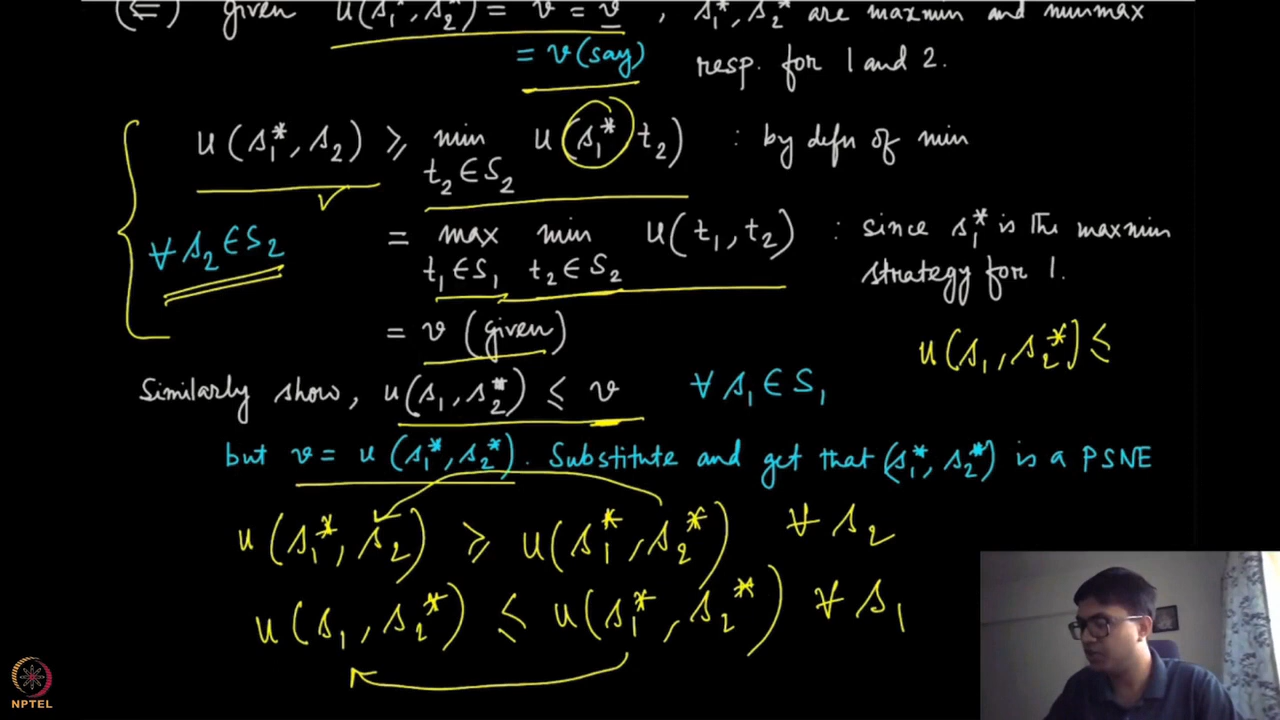 (⇐) given u(s₁*, s₂*) = v̄ = v̲ , s₁*, s₂* are maxmin and minmax
= v (say) resp. for 1 and 2.
u(s₁*, s₂) ≥ min u(s₁*, t₂) : by defn of min
t₂ ∈ S₂
∀ s₂ ∈ S₂ = max min u(t₁, t₂) : since s₁* is the maxmin
t₁ ∈ S₁ t₂ ∈ S₂ strategy for 1.
= v (given)
u(s₁, s₂*) ≤
Similarly show, u(s₁, s₂*) ≤ v ∀ s₁ ∈ S₁
but v = u(s₁*, s₂*). Substitute and get that (s₁*, s₂*) is a PSNE
u(s₁*, s₂) ≥ u(s₁*, s₂*) ∀ s₂
u(s₁, s₂*) ≤ u(s₁*, s₂*) ∀ s₁
NPTEL